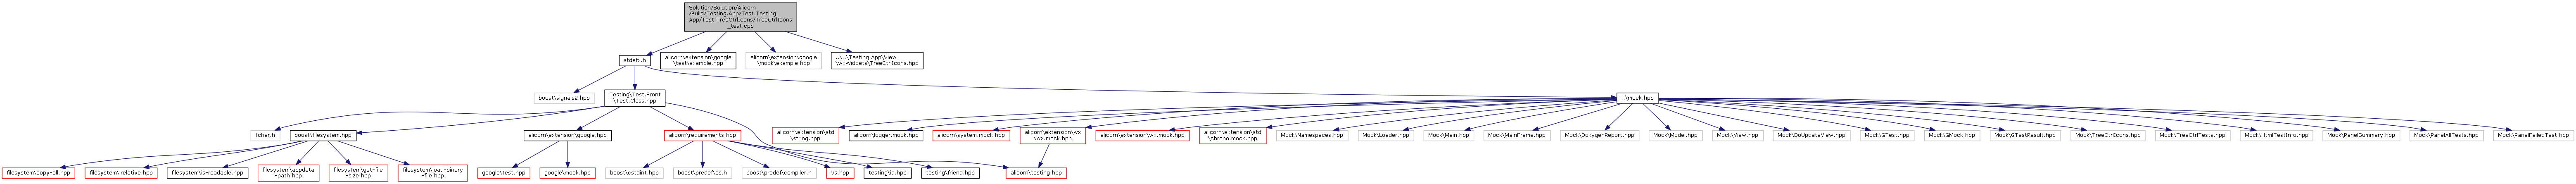 Solution/Solution/Alicorn
/Build/Testing.App/Test.Testing.
App/Test.TreeCtrlIcons/TreeCtrlIcons
_test.cpp
stdafx.h
alicorn\extension\google
\test\example.hpp
alicorn\extension\google
\mock\example.hpp
..\..\Testing.App\View
\wxWidgets\TreeCtrlIcons.hpp
boost\signals2.hpp
Testing\Test.Front
\Test.Class.hpp
..\mock.hpp
tchar.h
boost\filesystem.hpp
alicorn\extension\google.hpp
alicorn\requirements.hpp
alicorn\extension\std
\string.hpp
alicorn\logger.mock.hpp
alicorn\system.mock.hpp
alicorn\extension\wx
\wx.mock.hpp
alicorn\extension\wx.mock.hpp
alicorn\extension\std
\chrono.mock.hpp
Mock\Namespaces.hpp
Mock\Loader.hpp
Mock\Main.hpp
Mock\MainFrame.hpp
Mock\DoxygenReport.hpp
Mock\Model.hpp
Mock\View.hpp
Mock\DoUpdateView.hpp
Mock\GTest.hpp
Mock\GMock.hpp
Mock\GTestResult.hpp
Mock\TreeCtrlIcons.hpp
Mock\TreeCtrlTests.hpp
Mock\HtmlTestInfo.hpp
Mock\PanelSummary.hpp
Mock\PanelAllTests.hpp
Mock\PanelFailedTest.hpp
filesystem\copy-all.hpp
filesystem\relative.hpp
filesystem\is-readable.hpp
filesystem\appdata
-path.hpp
filesystem\get-file
-size.hpp
filesystem\load-binary
-file.hpp
google\test.hpp
google\mock.hpp
boost\cstdint.hpp
boost\predef\os.h
boost\predef\compiler.h
vs.hpp
testing\id.hpp
testing\friend.hpp
alicorn\testing.hpp